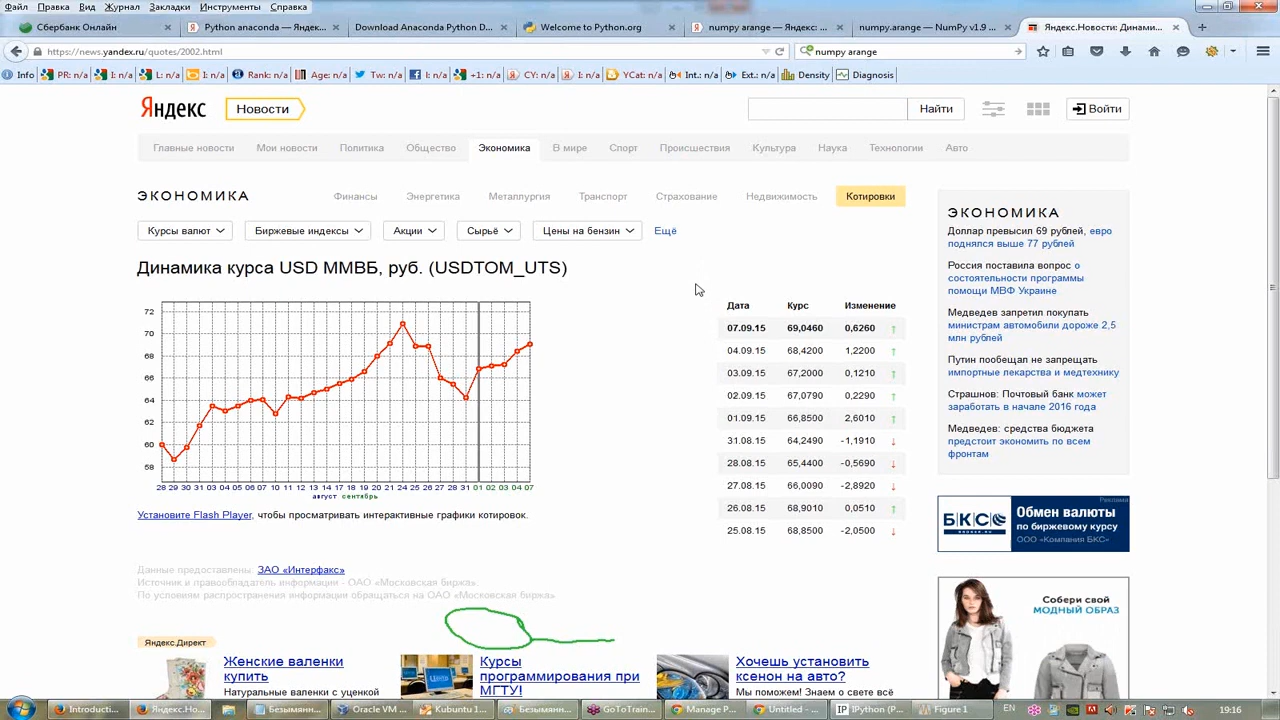 Файл Правка Вид Журнал Закладки Инструменты Справка
Сбербанк Онлайн
Python anaconda — Яндек...
Download Anaconda Python D...
Welcome to Python.org
numpy arange — Яндекс...
numpy.arange — NumPy v1.9 ...
Яндекс.Новости: Динами...
https://news.yandex.ru/quotes/2002.html
numpy arange
Info PR: n/a I: n/a L: n/a I: n/a Rank: n/a Age: n/a Tw: n/a l: n/a +1: n/a CY: n/a I: n/a YCat: n/a Int.: n/a Ext.: n/a Density Diagnosis
Яндекс Новости
Найти
Войти
Главные новости Мои новости Политика Общество Экономика В мире Спорт Происшествия Культура Наука Технологии Авто
ЭКОНОМИКА
Финансы Энергетика Металлургия Транспорт Страхование Недвижимость Котировки
Курсы валют Биржевые индексы Акции Сырьё Цены на бензин Ещё
Динамика курса USD ММВБ, руб. (USDTOM_UTS)
72
70
68
66
64
62
60
58
28 29 30 31 03 04 05 06 07 10 11 12 13 14 17 18 19 20 21 24 25 26 27 28 31 01 02 03 04 07
август сентябрь
Установите Flash Player, чтобы просматривать интерактивные графики котировок.
Дата Курс Изменение
07.09.15 69,0460 0,6260 ↑
04.09.15 68,4200 1,2200 ↑
03.09.15 67,2000 0,1210 ↑
02.09.15 67,0790 0,2290 ↑
01.09.15 66,8500 2,6010 ↑
31.08.15 64,2490 -1,1910 ↓
28.08.15 65,4400 -0,5690 ↓
27.08.15 66,0090 -2,8920 ↓
26.08.15 68,9010 0,0510 ↑
25.08.15 68,8500 -2,0500 ↓
Данные предоставлены: ЗАО «Интерфакс»
Источник и правообладатель информации - ОАО «Московская биржа».
По условиям распространения информации обращаться на ОАО «Московская биржа».
ЭКОНОМИКА
Доллар превысил 69 рублей, евро
поднялся выше 77 рублей
Россия поставила вопрос о
состоятельности программы
помощи МВФ Украине
Медведев запретил покупать
министрам автомобили дороже 2,5
млн рублей
Путин пообещал не запрещать
импортные лекарства и медтехнику
Страшнов: Почтовый банк может
заработать в начале 2016 года
Медведев: средства бюджета
предстоит экономить по всем
фронтам
Реклама
БКС
Обмен валюты
по биржевому курсу
ООО «Компания БКС»
Собери свой
МОДНЫЙ ОБРАЗ
Яндекс.Директ
Женские валенки
купить
Натуральные валенки с уценкой
Курсы
программирования при
МГТУ!
Хочешь установить
ксенон на авто?
Мы поможем! Знаем о свете всё
Introducti...
Яндекс.Но...
Безымянн...
Oracle VM ...
Kubuntu 1...
Безымянн...
GoToTrain...
Manage P...
Untitled - ...
IPython (P...
Figure 1
EN
19:16